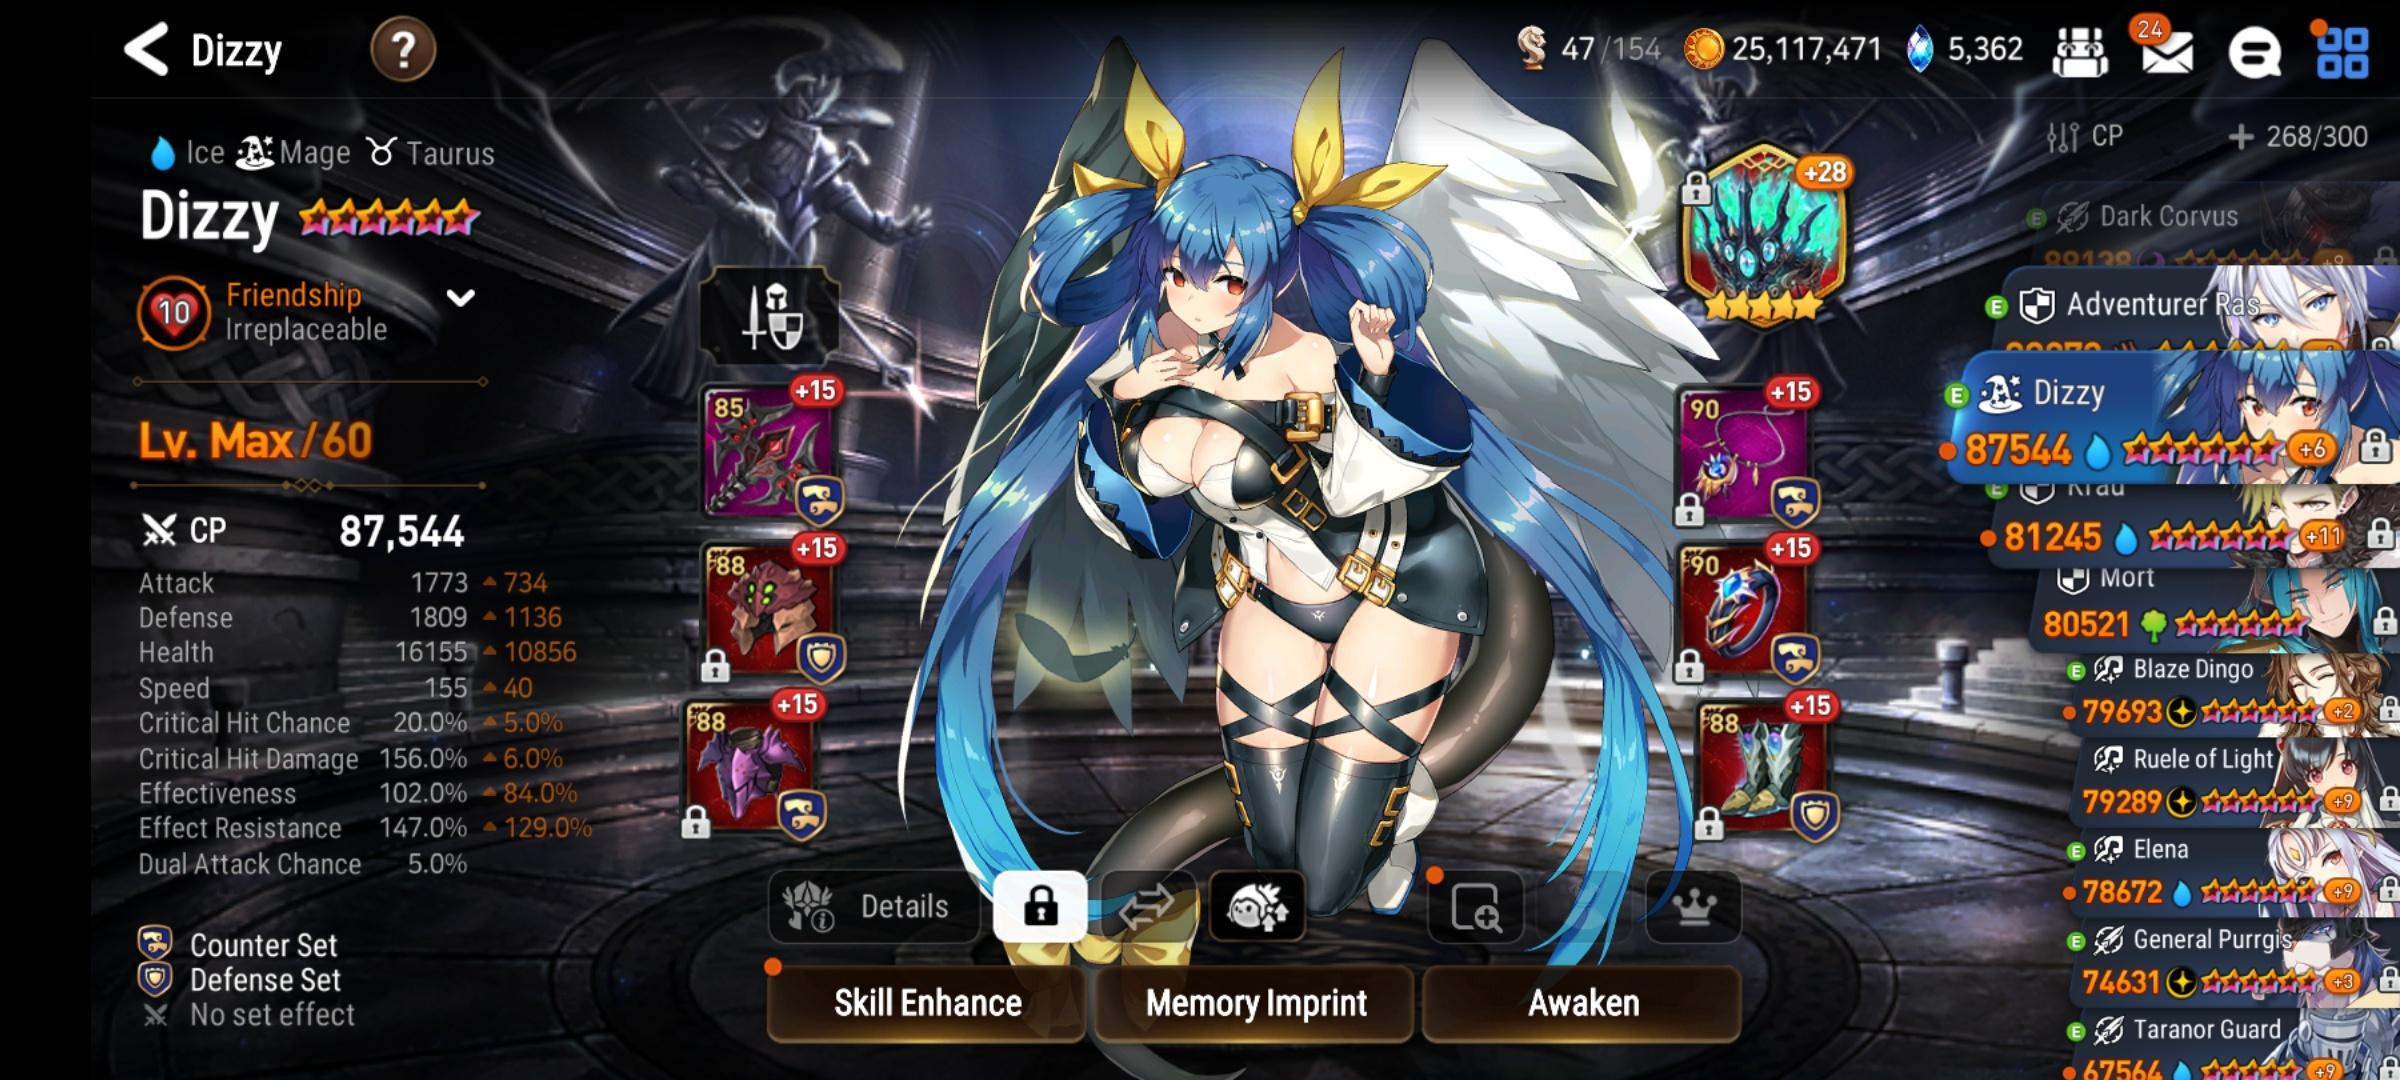 Dizzy
?
47/154
25,117,471
5,362
24
Ice Mage Taurus
Dizzy
10
Friendship
Irreplaceable
Lv. Max/60
CP 87,544
Attack 1773 734
Defense 1809 1136
Health 16155 10856
Speed 155 40
Critical Hit Chance 20.0% 5.0%
Critical Hit Damage 156.0% 6.0%
Effectiveness 102.0% 84.0%
Effect Resistance 147.0% 129.0%
Dual Attack Chance 5.0%
Counter Set
Defense Set
No set effect
85 +15
88 +15
88 +15
+28
90 +15
90 +15
88 +15
Details
Skill Enhance
Memory Imprint
Awaken
CP + 268/300
E Dark Corvus
+9
E Adventurer Ras
E Dizzy
87544 +6
E Krau
81245 +11
Mort
80521
E Blaze Dingo
79693 +2
Ruele of Light
79289 +9
E Elena
78672 +9
E General Purrgis
74631 +3
E Taranor Guard
67564 +9